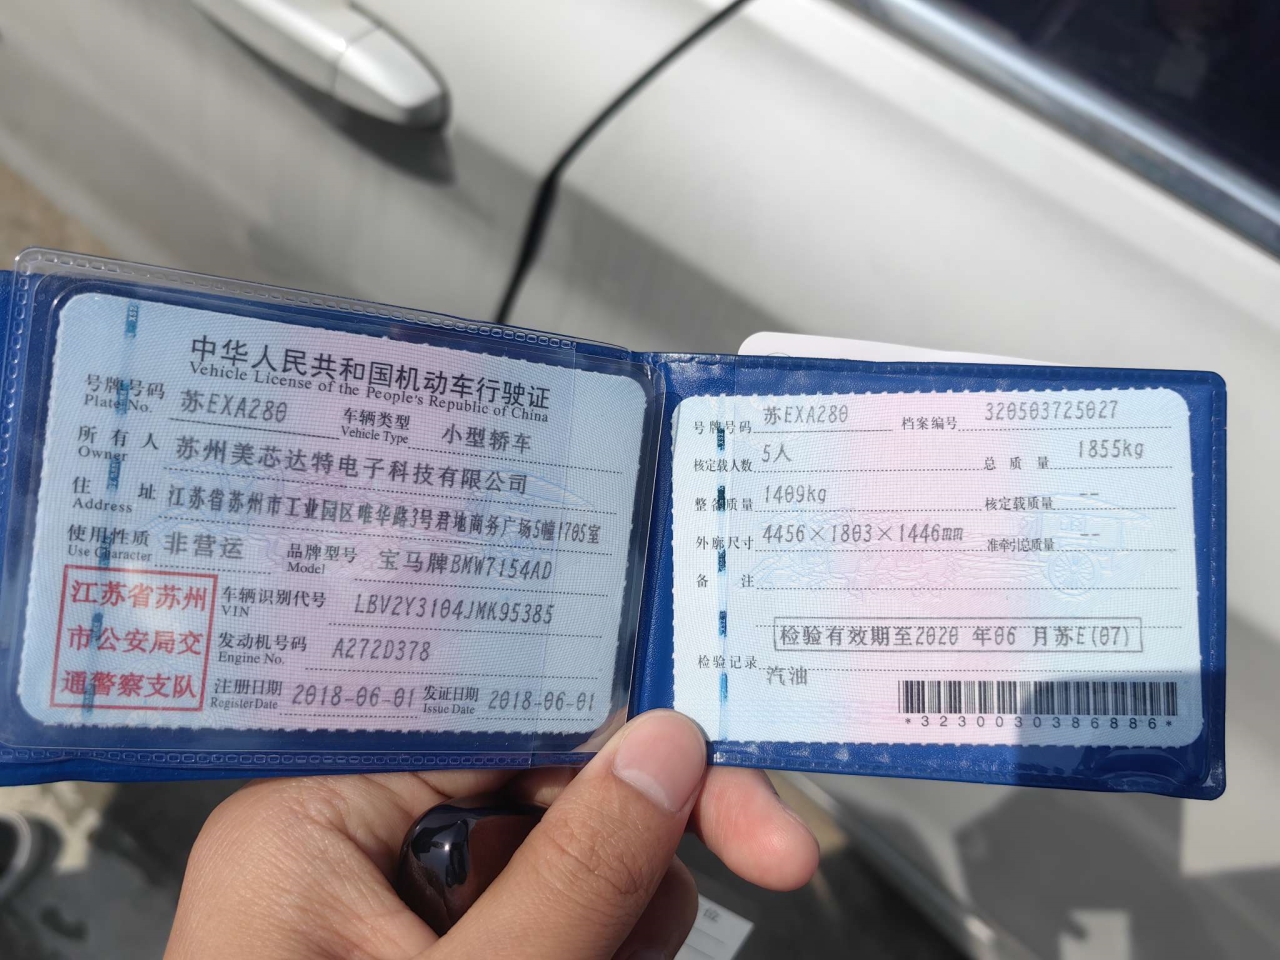 中华人民共和国机动车行驶证
Vehicle License of the People's Republic of China
号牌号码 苏EXA280 车辆类型 小型轿车
Plate No. Vehicle Type
所有人 苏州美芯达特电子科技有限公司
Owner
住址 江苏省苏州市工业园区唯华路3号君地商务广场5幢1705室
Address
使用性质 非营运 品牌型号 宝马牌BMW7154AD
Use Character Model
江苏省苏州
市公安局交
通警察支队
车辆识别代号 LBV2Y3104JMK95385
VIN
发动机号码 A272D378
Engine No.
注册日期 2018-06-01 发证日期 2018-06-01
Register Date Issue Date
号牌号码 苏EXA280 档案编号 320503725027
核定载人数 5人 总质量 1855kg
整备质量 1409kg 核定载质量 --
外廓尺寸 4456×1803×1446mm 准牵引总质量 --
备注
检验有效期至2020 年06 月苏E(07)
检验记录 汽油
*3230030386886*